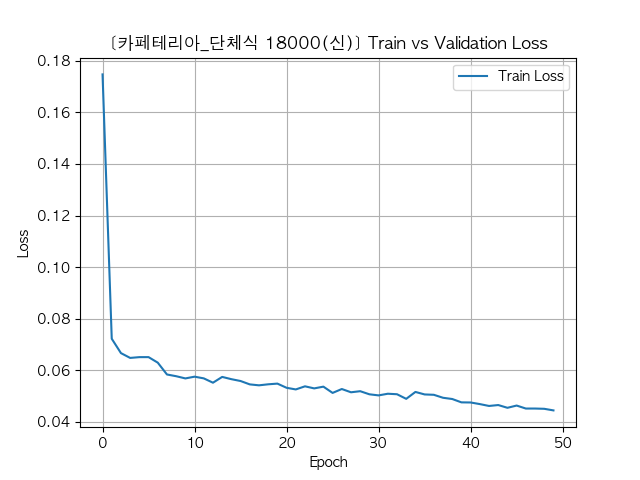 [카페테리아_단체식 18000(신)] Train vs Validation Loss
Train Loss
Loss
0.18
0.16
0.14
0.12
0.10
0.08
0.06
0.04
0 10 20 30 40 50
Epoch